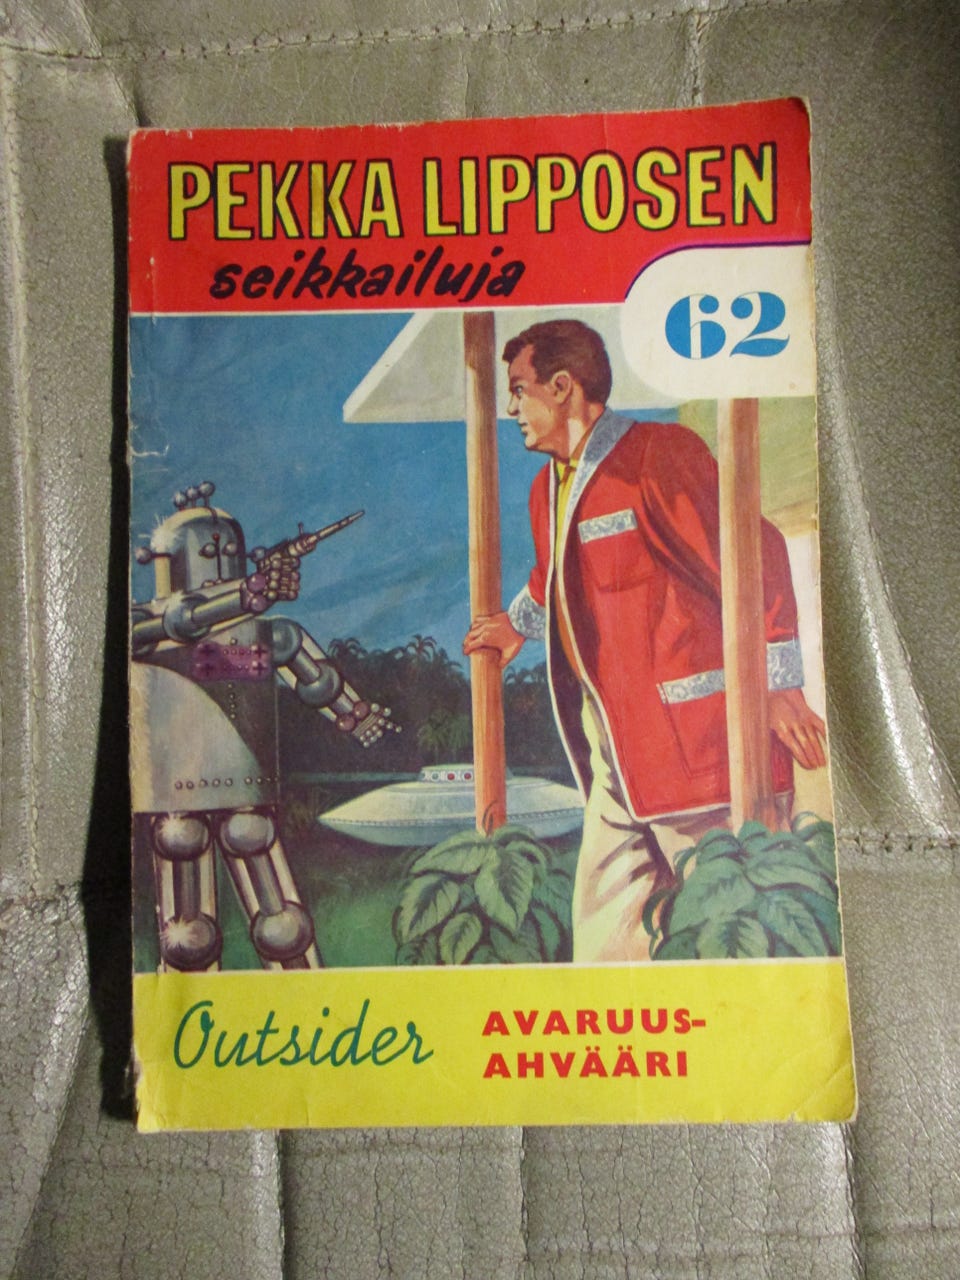 PEKKA LIPPOSEN
seikkailuja
62
Outsider
AVARUUS-
AHVÄÄRI